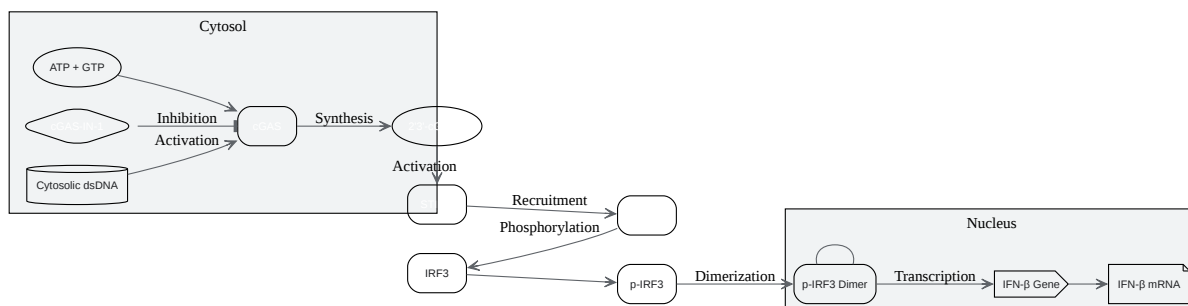 Cytosol
ATP + GTP
Inhibition
cGAS
Synthesis
Activation
Cytosolic dsDNA
Activation
Recruitment
Phosphorylation
IRF3
p-IRF3
Dimerization
Nucleus
p-IRF3 Dimer
Transcription
IFN-β Gene
IFN-β mRNA